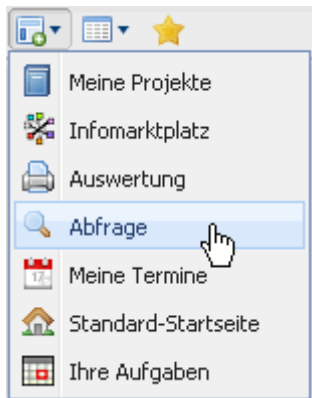 Meine Projekte
Infomarktplatz
Auswertung
Abfrage
Meine Termine
Standard-Startseite
Ihre Aufgaben